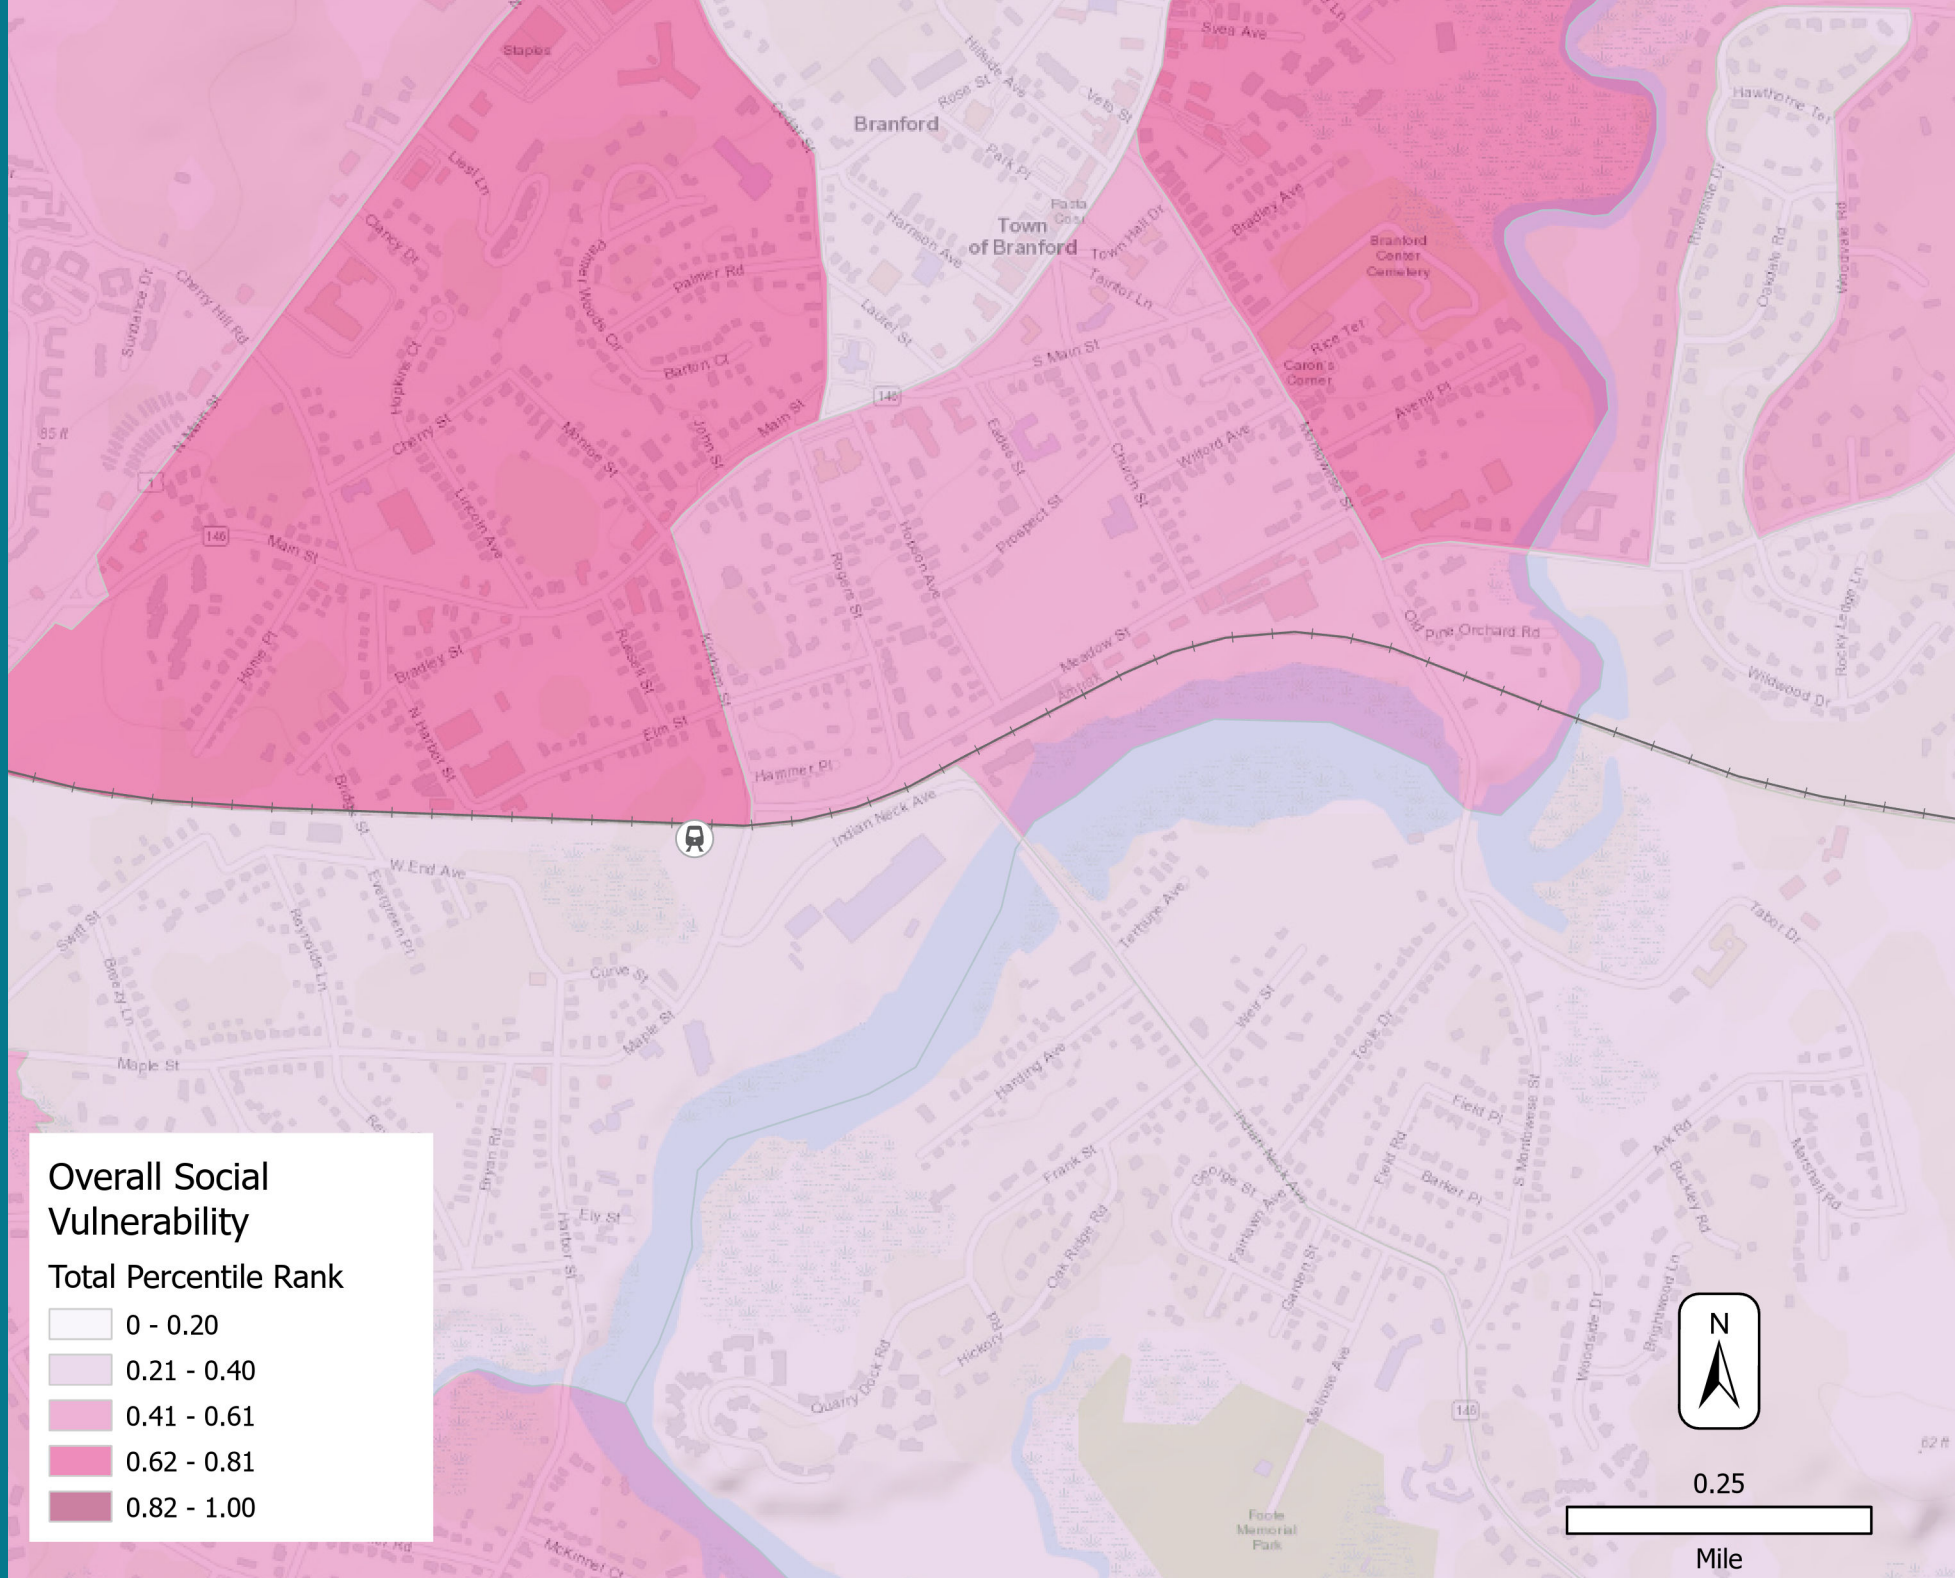 Staples
Svea Ave
Ln
Hillside Ave
Rose St
Veto St
Cedar St
Branford
Hawthorne Ter
Park Pl
Liesl Ln
Pasta
Cosi
Town
of Branford
Harrison Ave
Town Hall Dr
Bradley Ave
Riverside Dr
Clancy Dr
Branford
Center
Cemetery
Oakdale Rd
Woodvale Rd
Palmer Rd
Palmer Woods Cir
Taintor Ln
Sundance Dr
Cherry Hill Rd
Laurel St
S Main St
Rice Ter
Caron's
Corner
Barton Ct
Hopkins Ct
146
Averill Pl
N Main St
Main St
Cherry St
Monroe St
John St
Eades St
Church St
Wilford Ave
Montowese St
85 ft
1
Lincoln Ave
Prospect St
146
Main St
Rogers St
Hopson Ave
Rocky Ledge Ln
Home Pl
Bradley St
Russell St
Kirkham St
Meadow St
Amtrak
Old Pine Orchard Rd
Wildwood Dr
N Harbor St
Elm St
Hammer Pl
Bridge St
Indian Neck Ave
W End Ave
Evergreen Pl
Swift St
Reynolds Ln
Breezy Ln
Curve St
Terhune Ave
Tabor Dr
Maple St
Maple St
Weir St
Toole Dr
Harding Ave
Field Pl
S Montowese St
Ark Rd
Bryan Rd
Frank St
Indian Neck Ave
Field Rd
Barker Pl
George St
Fairlawn Ave
Buckley Rd
Marshall Rd
Ely St
Harbor St
Oak Ridge Rd
Garden St
Brightwood Ln
Woodside Dr
Hickory Rd
Quarry Dock Rd
Melrose Ave
146
62 ft
Foote
Memorial
Park
McKinnel Ct
Rd
Overall Social
Vulnerability
Total Percentile Rank
0 - 0.20
0.21 - 0.40
0.41 - 0.61
0.62 - 0.81
0.82 - 1.00
N
0.25
Mile